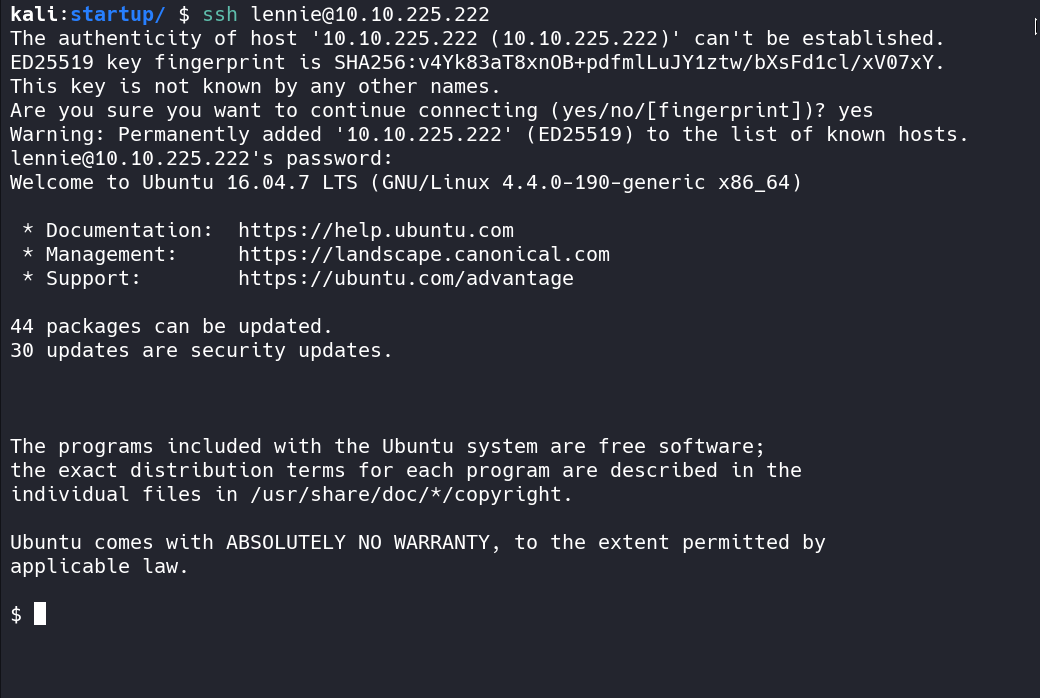 kali:startup/ $ ssh lennie@10.10.225.222
The authenticity of host '10.10.225.222 (10.10.225.222)' can't be established.
ED25519 key fingerprint is SHA256:v4Yk83aT8xnOB+pdfmlLuJY1ztw/bXsFd1cl/xV07xY.
This key is not known by any other names.
Are you sure you want to continue connecting (yes/no/[fingerprint])? yes
Warning: Permanently added '10.10.225.222' (ED25519) to the list of known hosts.
lennie@10.10.225.222's password:
Welcome to Ubuntu 16.04.7 LTS (GNU/Linux 4.4.0-190-generic x86_64)
 * Documentation:  https://help.ubuntu.com
 * Management:     https://landscape.canonical.com
 * Support:        https://ubuntu.com/advantage
44 packages can be updated.
30 updates are security updates.
The programs included with the Ubuntu system are free software;
the exact distribution terms for each program are described in the
individual files in /usr/share/doc/*/copyright.
Ubuntu comes with ABSOLUTELY NO WARRANTY, to the extent permitted by
applicable law.
$